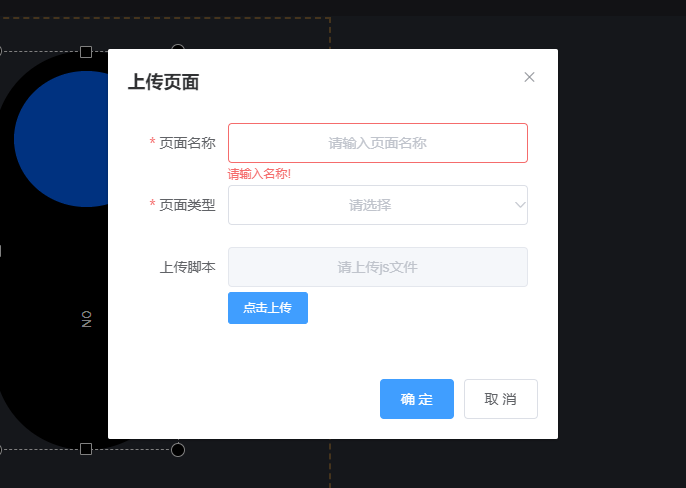 上传页面
* 页面名称 请输入页面名称
请输入名称!
* 页面类型 请选择
上传脚本 请上传js文件
点击上传
NO
确 定 取 消